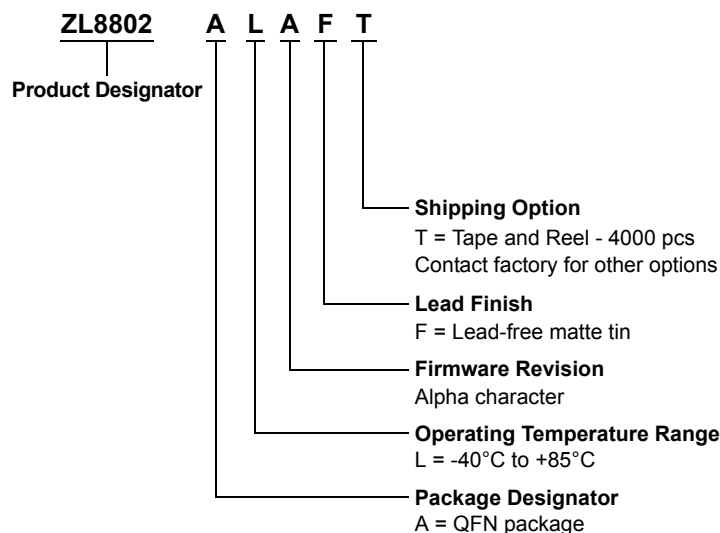 ZL8802 A L A F T
Product Designator
Shipping Option
T = Tape and Reel - 4000 pcs
Contact factory for other options
Lead Finish
F = Lead-free matte tin
Firmware Revision
Alpha character
Operating Temperature Range
L = -40°C to +85°C
Package Designator
A = QFN package